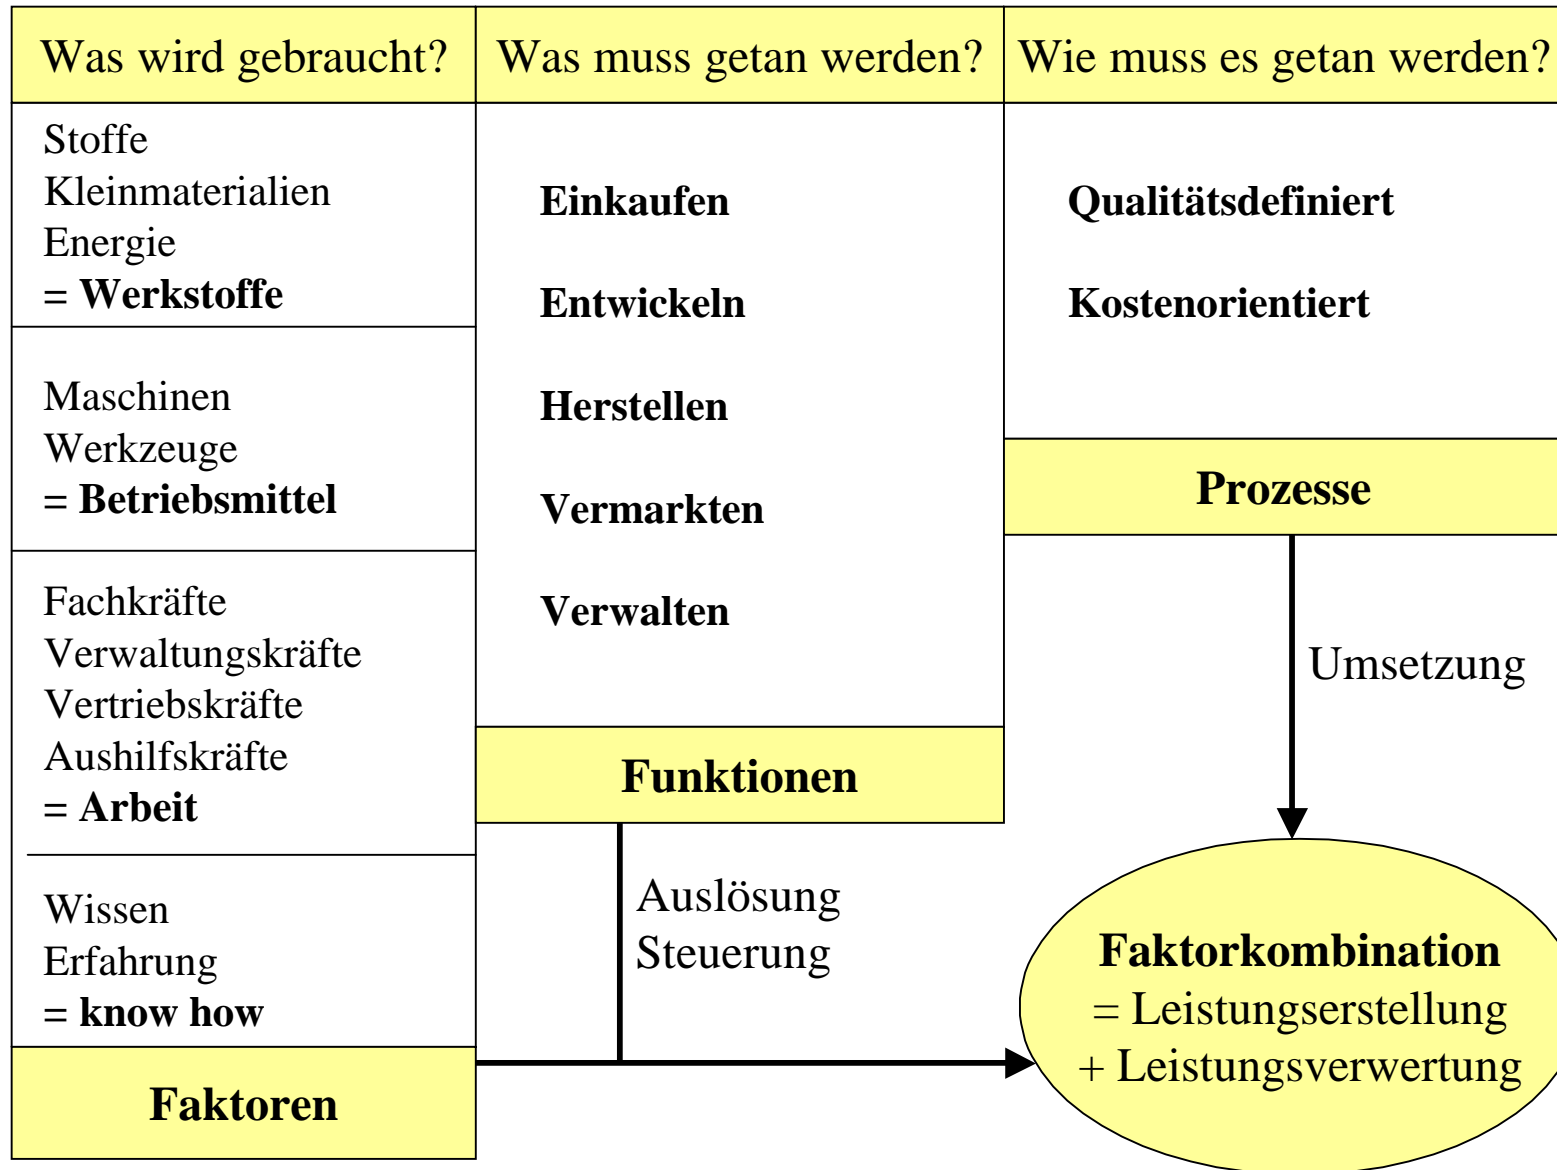 Was wird gebraucht?
Stoffe
Kleinmaterialien
Energie
= Werkstoffe
Maschinen
Werkzeuge
= Betriebsmittel
Fachkräfte
Verwaltungskräfte
Vertriebskräfte
Aushilfskräfte
= Arbeit
Wissen
Erfahrung
= know how
Faktoren
Was muss getan werden?
Einkaufen
Entwickeln
Herstellen
Vermarkten
Verwalten
Funktionen
Auslösung
Steuerung
Wie muss es getan werden?
Qualitätsdefiniert
Kostenorientiert
Prozesse
Umsetzung
Faktorkombination
= Leistungserstellung
+ Leistungsverwertung